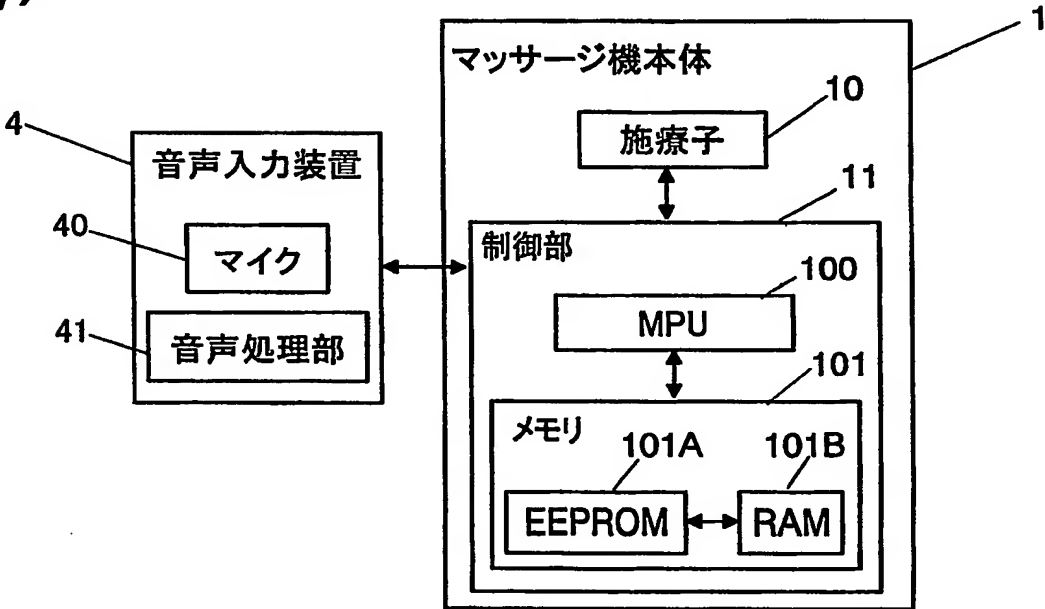 1
マッサージ機本体
10
施療子
4
音声入力装置
11
40
マイク
制御部
100
41
音声処理部
MPU
101
メモリ
101A
101B
EEPROM
RAM